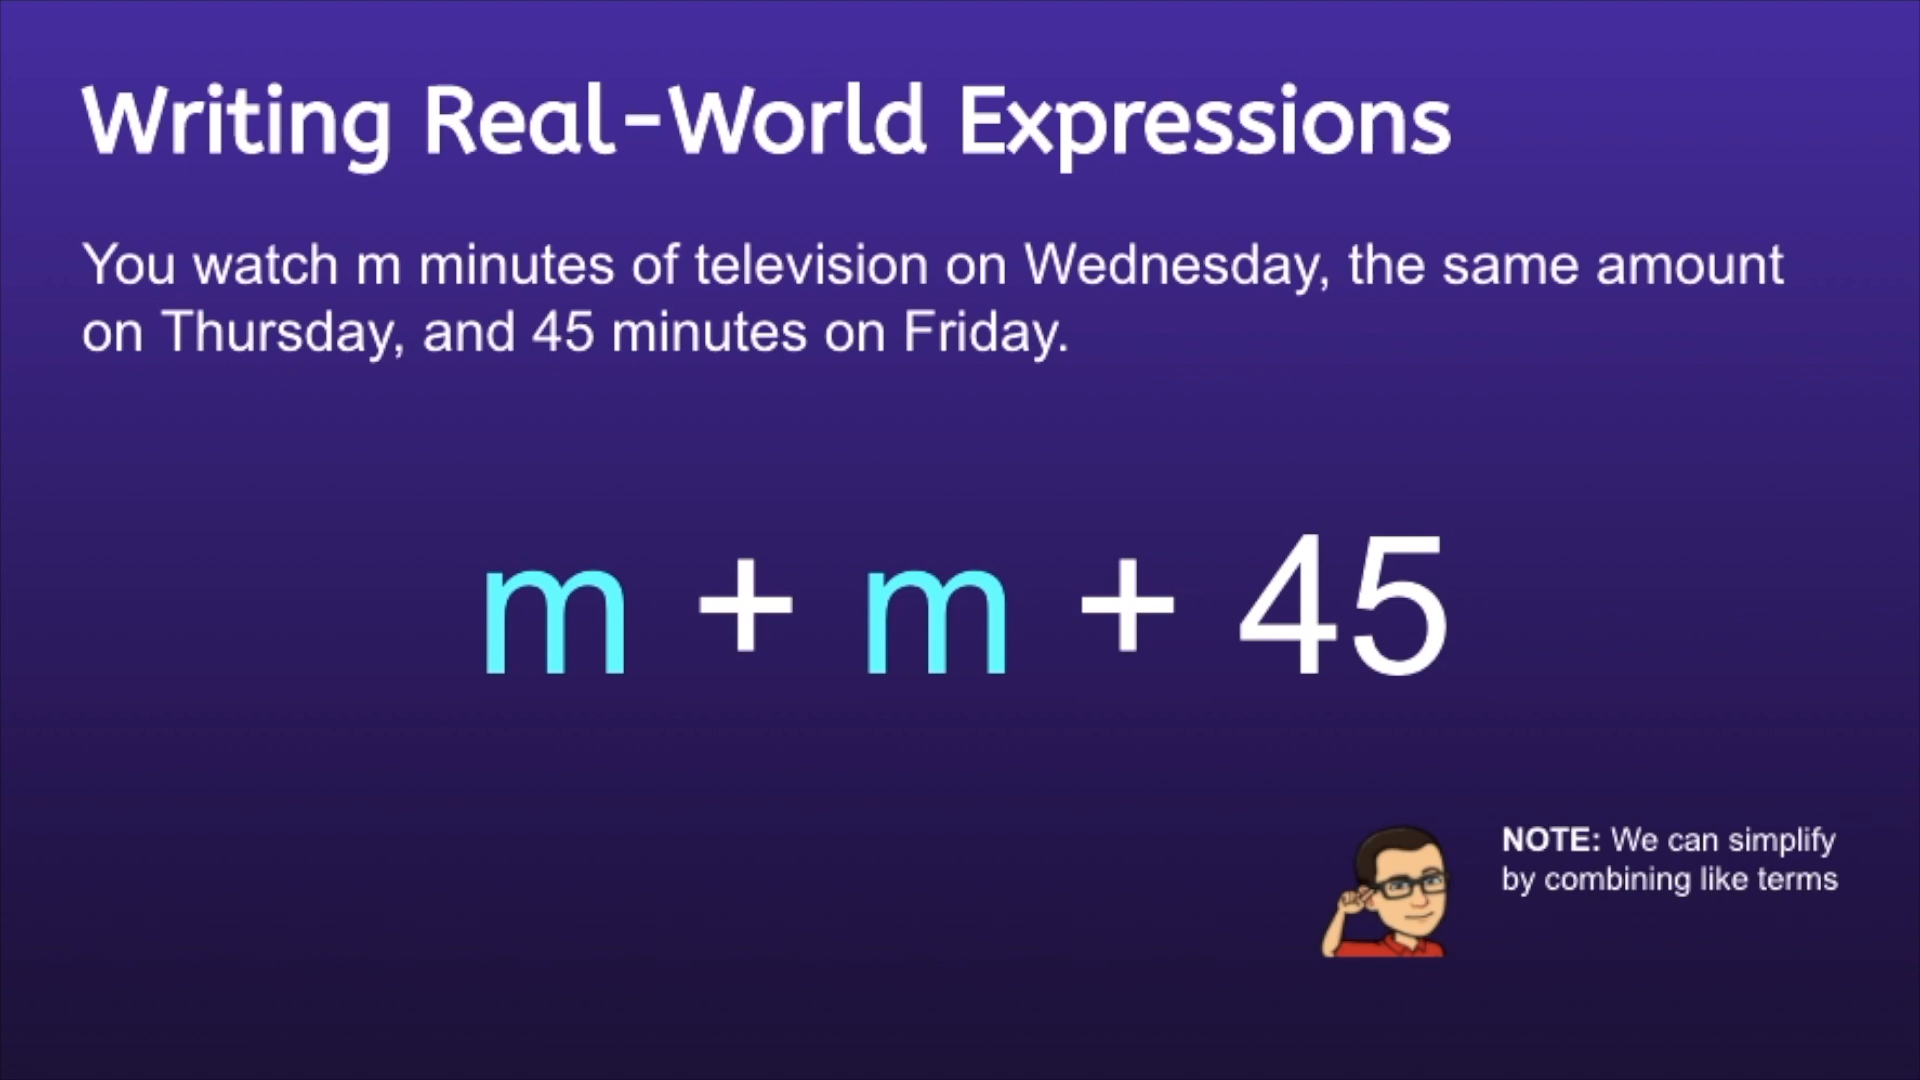 Writing Real-World Expressions
You watch m minutes of television on Wednesday, the same amount
on Thursday, and 45 minutes on Friday.
m + m + 45
NOTE: We can simplify
by combining like terms